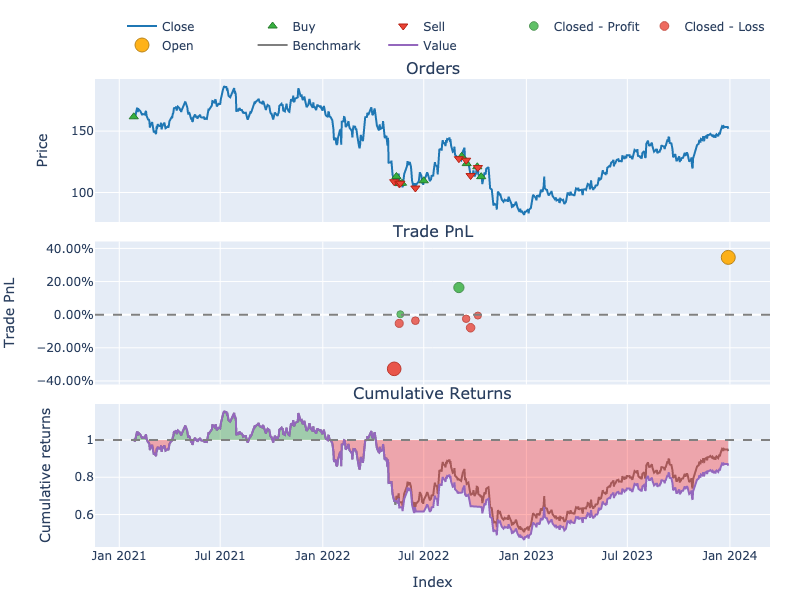 Close Buy Sell Closed - Profit Closed - Loss
Open Benchmark Value
Orders
Price
150
100
Trade PnL
Trade PnL
40.00%
20.00%
0.00%
−20.00%
−40.00%
Cumulative Returns
Cumulative returns
1
0.8
0.6
Jan 2021 Jul 2021 Jan 2022 Jul 2022 Jan 2023 Jul 2023 Jan 2024
Index